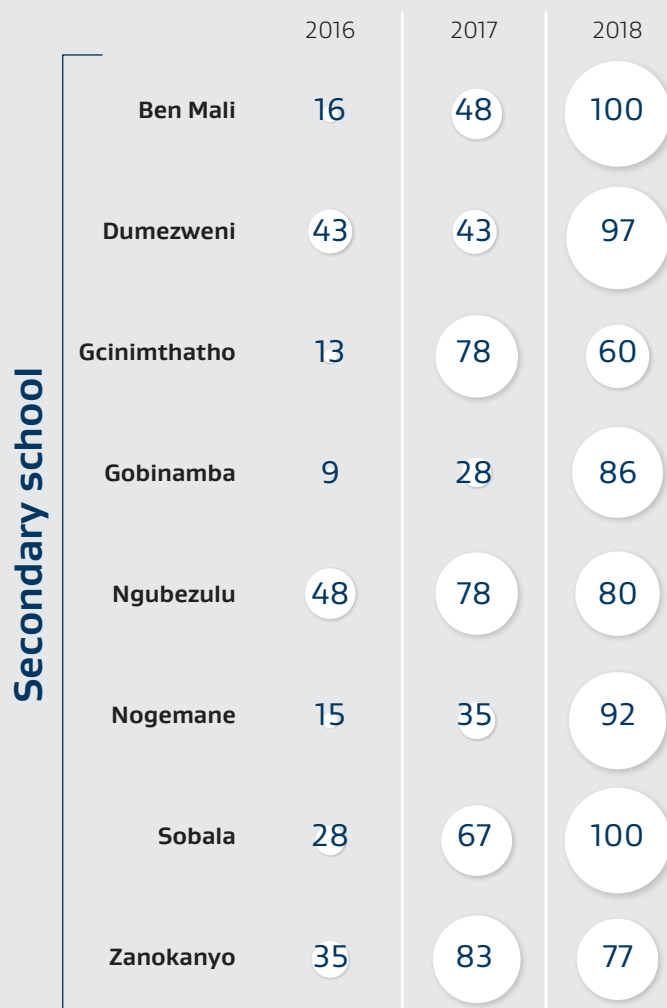 2016 2017 2018
Secondary school
Ben Mali 16 48 100
Dumezweni 43 43 97
Gcinimthatho 13 78 60
Gobinamba 9 28 86
Ngubezulu 48 78 80
Nogemane 15 35 92
Sobala 28 67 100
Zanokanyo 35 83 77